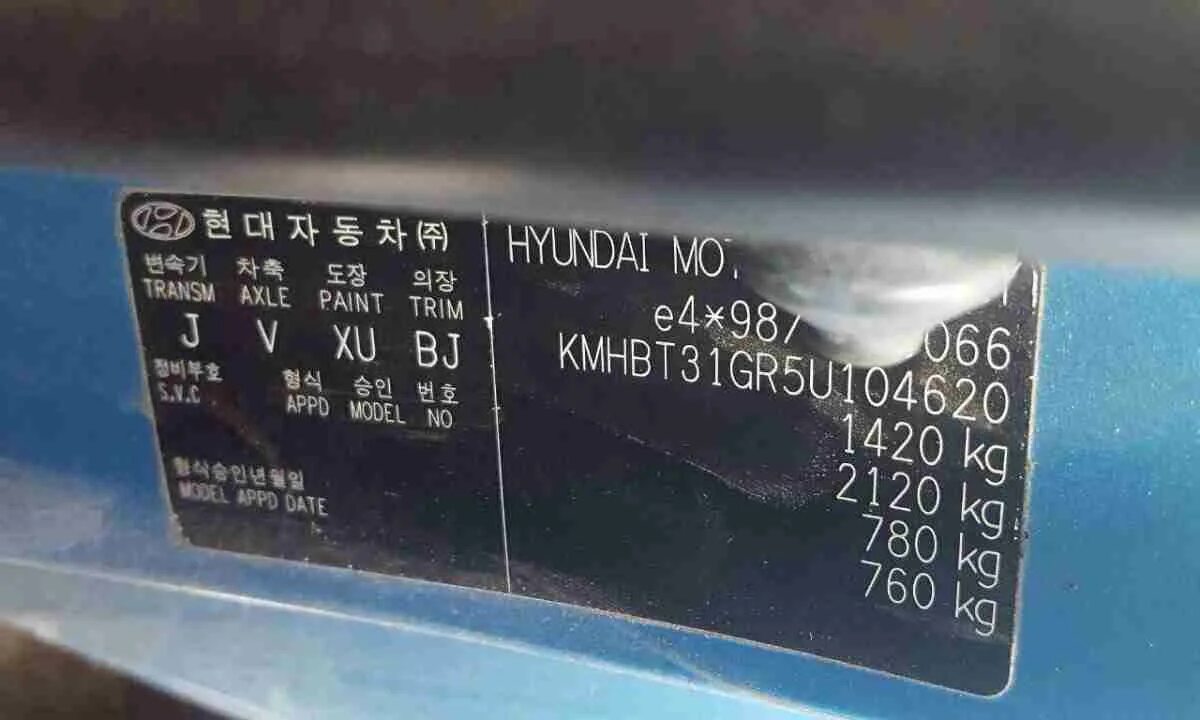 현대자동차(주)
변속기 차축 도장 의장
TRANSM AXLE PAINT TRIM
J V XU BJ
정비부호 형식 승인 번호
S.V.C APPD MODEL NO
형식승인년월일
MODEL APPD DATE
HYUNDAI
e4*98/ 066
KMHBT31GR5U104620
1420 kg
2120 kg
780 kg
760 kg